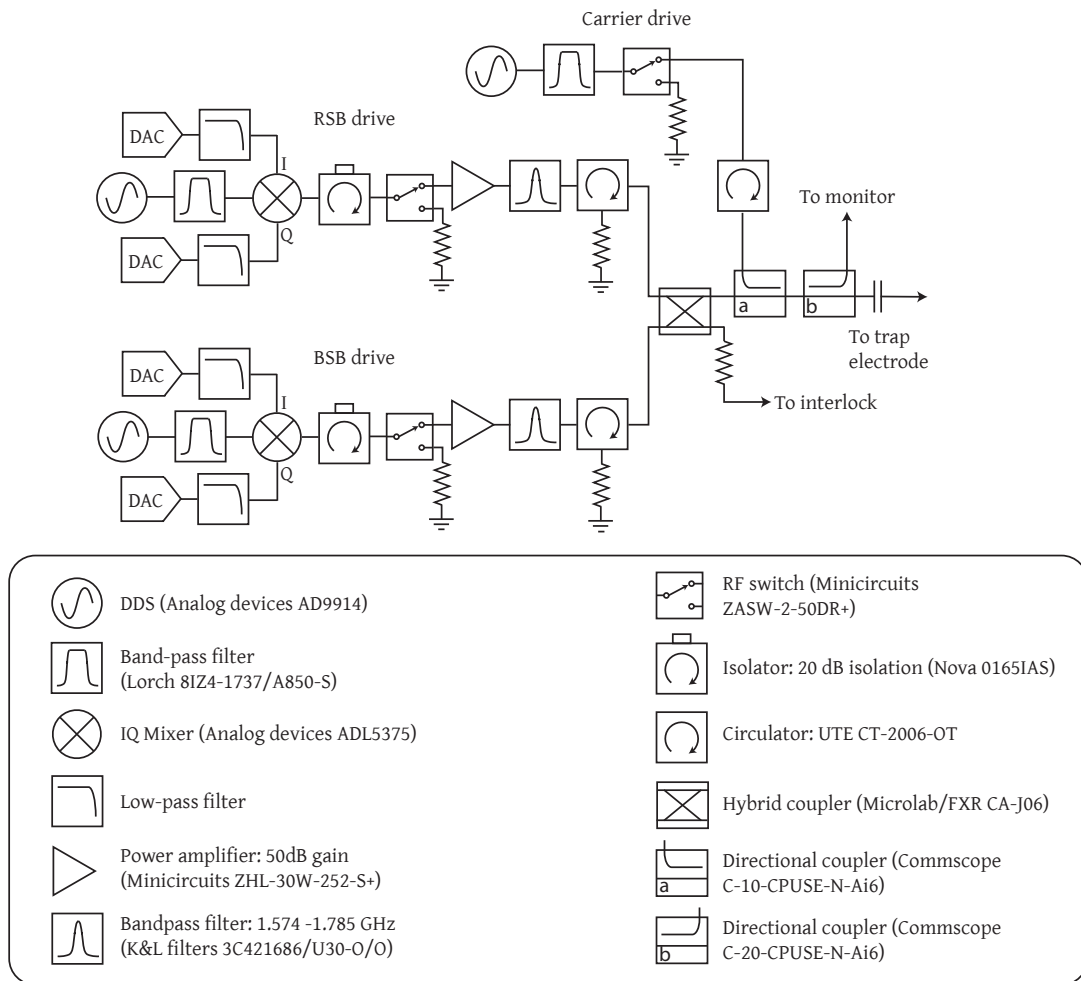 Carrier drive
RSB drive
DAC
I
Q
DAC
To monitor
a
b
To trap
electrode
BSB drive
DAC
I
Q
DAC
To interlock
DDS (Analog devices AD9914)
Band-pass filter
(Lorch 8IZ4-1737/A850-S)
IQ Mixer (Analog devices ADL5375)
Low-pass filter
Power amplifier: 50dB gain
(Minicircuits ZHL-30W-252-S+)
Bandpass filter: 1.574 -1.785 GHz
(K&L filters 3C421686/U30-O/O)
RF switch (Minicircuits
ZASW-2-50DR+)
Isolator: 20 dB isolation (Nova 0165IAS)
Circulator: UTE CT-2006-OT
Hybrid coupler (Microlab/FXR CA-J06)
a
Directional coupler (Commscope
C-10-CPUSE-N-Ai6)
b
Directional coupler (Commscope
C-20-CPUSE-N-Ai6)